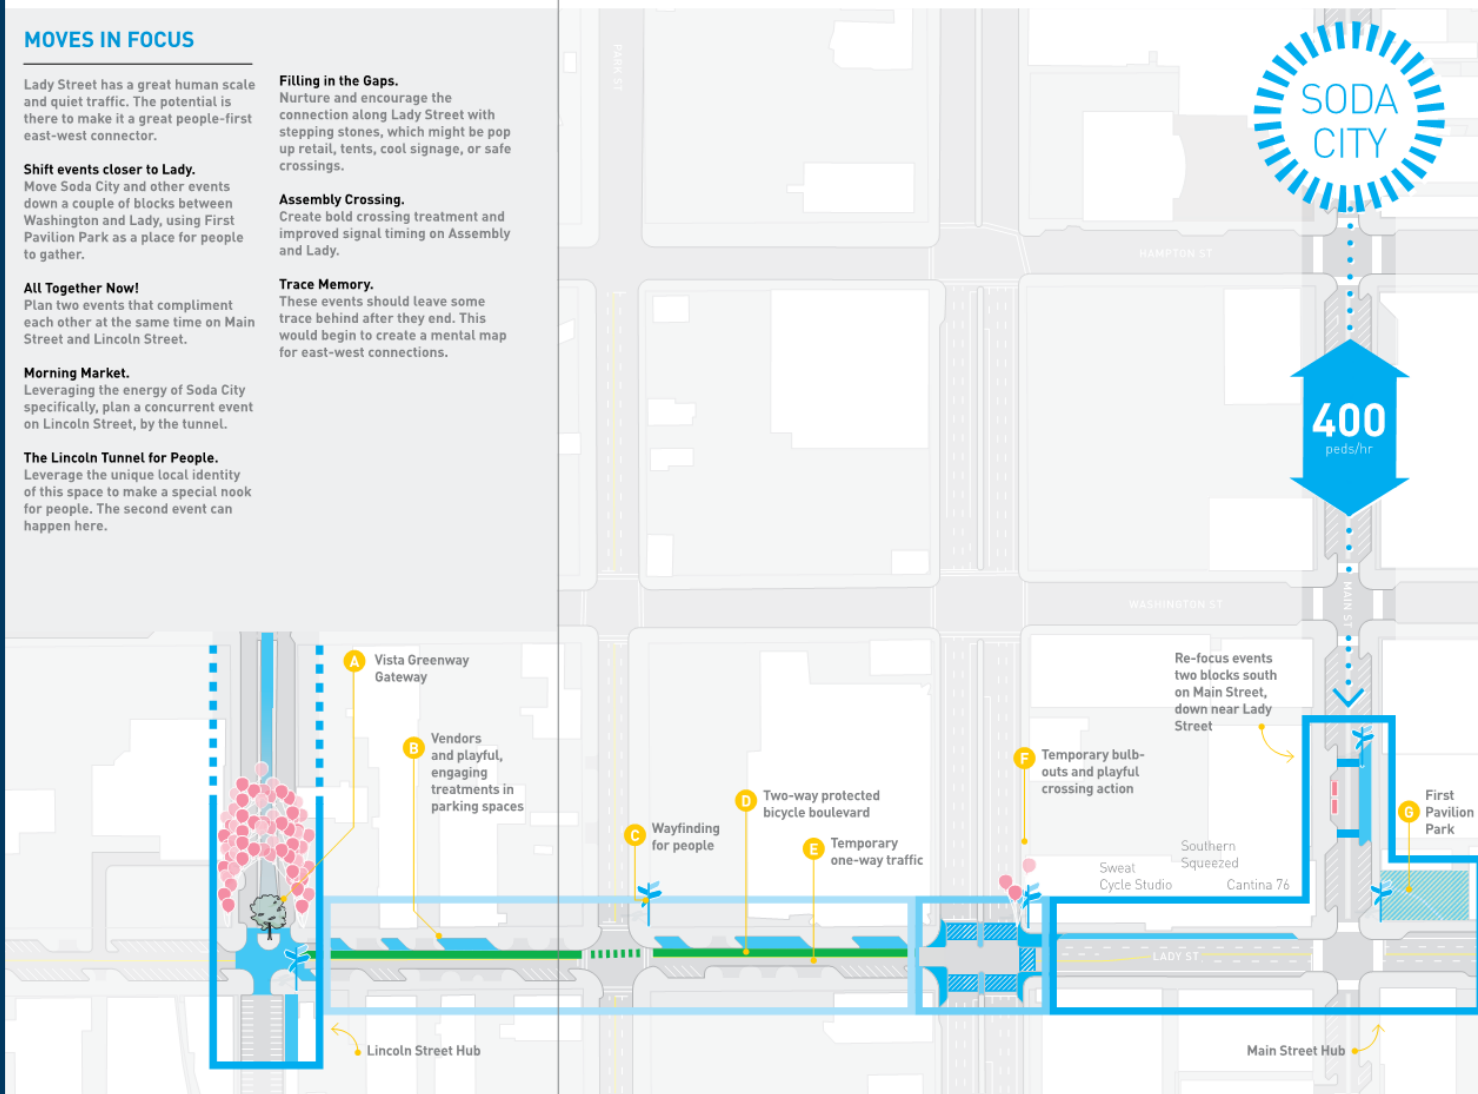 MOVES IN FOCUS
Lady Street has a great human scale
and quiet traffic. The potential is
there to make it a great people-first
east-west connector.
Shift events closer to Lady.
Move Soda City and other events
down a couple of blocks between
Washington and Lady, using First
Pavilion Park as a place for people
to gather.
All Together Now!
Plan two events that compliment
each other at the same time on Main
Street and Lincoln Street.
Morning Market.
Leveraging the energy of Soda City
specifically, plan a concurrent event
on Lincoln Street, by the tunnel.
The Lincoln Tunnel for People.
Leverage the unique local identity
of this space to make a special nook
for people. The second event can
happen here.
Filling in the Gaps.
Nurture and encourage the
connection along Lady Street with
stepping stones, which might be pop
up retail, tents, cool signage, or safe
crossings.
Assembly Crossing.
Create bold crossing treatment and
improved signal timing on Assembly
and Lady.
Trace Memory.
These events should leave some
trace behind after they end. This
would begin to create a mental map
for east-west connections.
PARK ST
SODA
CITY
HAMPTON ST
400
peds/hr
WASHINGTON ST
MAIN ST
A
Vista Greenway
Gateway
B
Vendors
and playful,
engaging
treatments in
parking spaces
C
Wayfinding
for people
D
Two-way protected
bicycle boulevard
E
Temporary
one-way traffic
F
Temporary bulb-
outs and playful
crossing action
Re-focus events
two blocks south
on Main Street,
down near Lady
Street
G
First
Pavilion
Park
Sweat
Cycle Studio
Southern
Squeezed
Cantina 76
LADY ST
Lincoln Street Hub
Main Street Hub